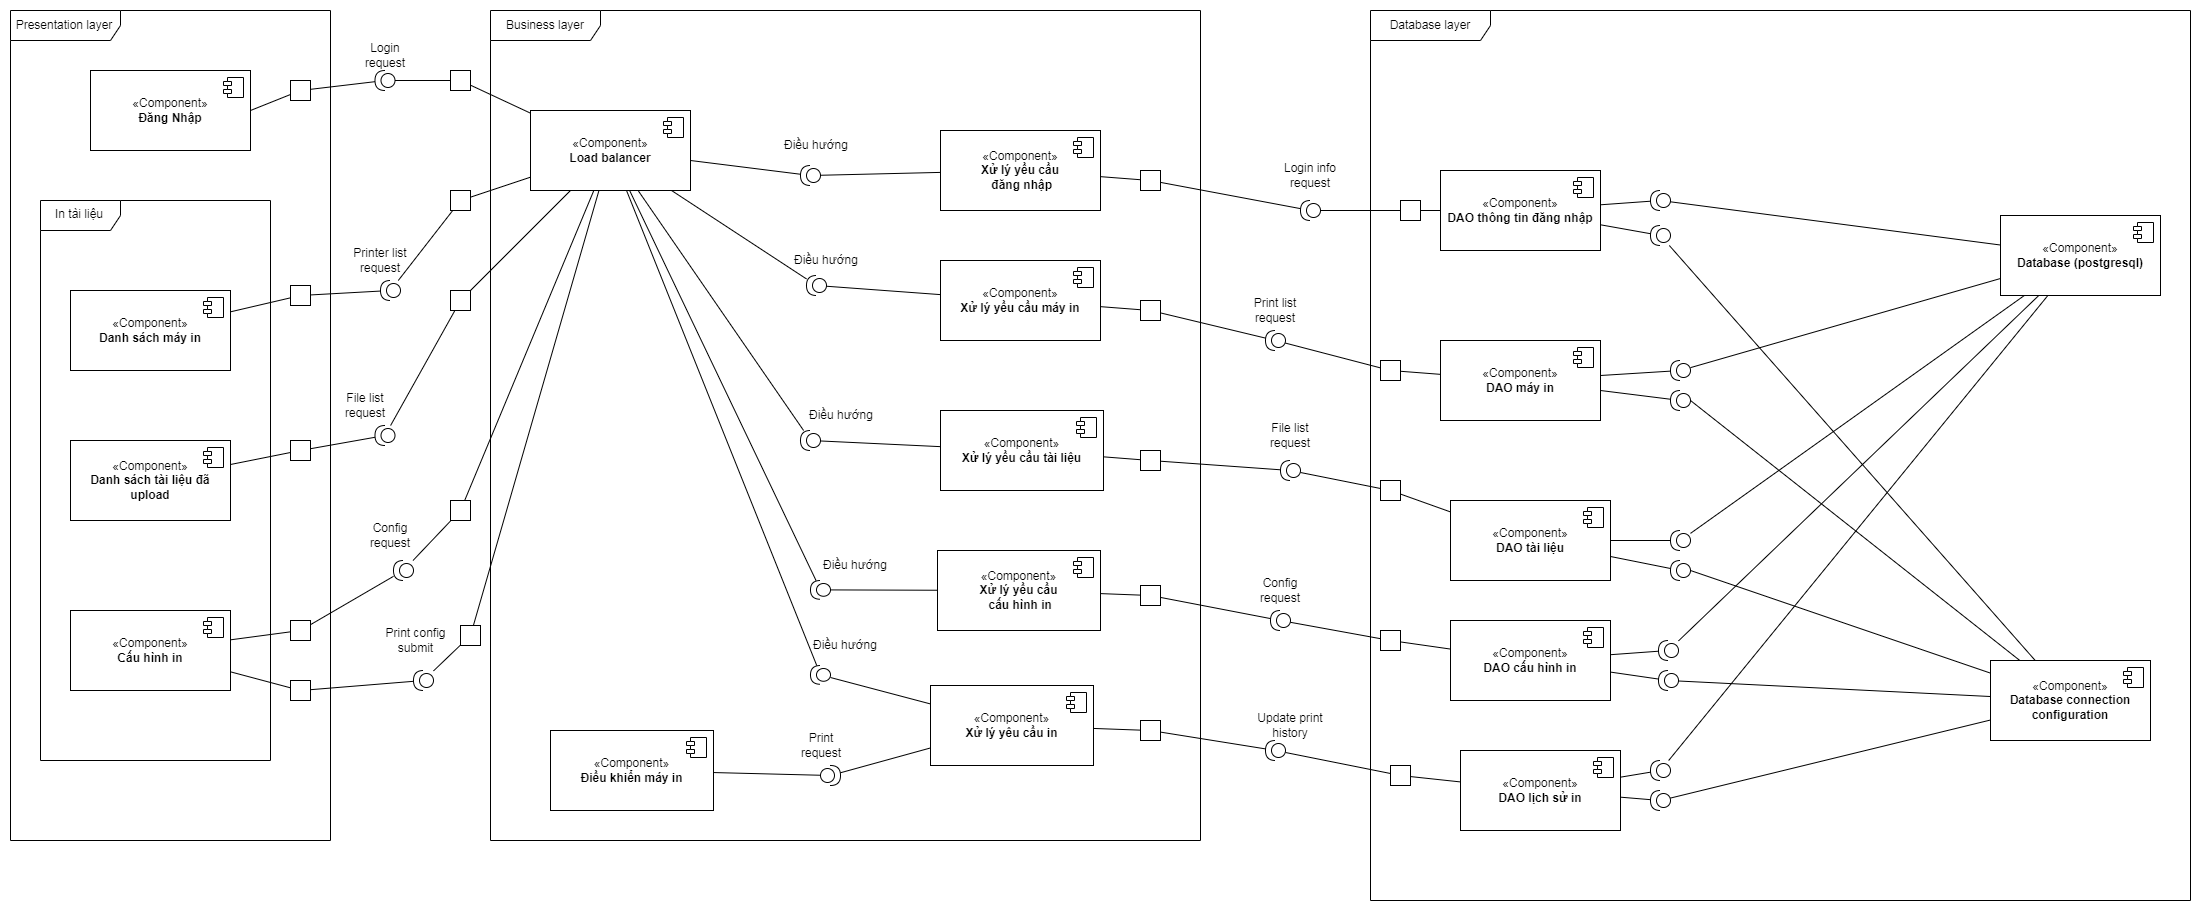 Presentation layer
«Component»
Đăng Nhập
In tài liệu
«Component»
Danh sách máy in
«Component»
Danh sách tài liệu đã
upload
«Component»
Cấu hình in
Login
request
Printer list
request
File list
request
Config
request
Print config
submit
Business layer
«Component»
Load balancer
Điều hướng
Điều hướng
Điều hướng
Điều hướng
Điều hướng
«Component»
Xử lý yều cầu
đăng nhập
«Component»
Xử lý yêu cầu máy in
«Component»
Xử lý yêu cầu tài liệu
«Component»
Xử lý yêu cầu
cấu hình in
«Component»
Xử lý yêu cầu in
«Component»
Điều khiển máy in
Print
request
Login info
request
Print list
request
File list
request
Config
request
Update print
history
Database layer
«Component»
DAO thông tin đăng nhập
«Component»
DAO máy in
«Component»
DAO tài liệu
«Component»
DAO cấu hình in
«Component»
DAO lịch sử in
«Component»
Database (postgresql)
«Component»
Database connection
configuration